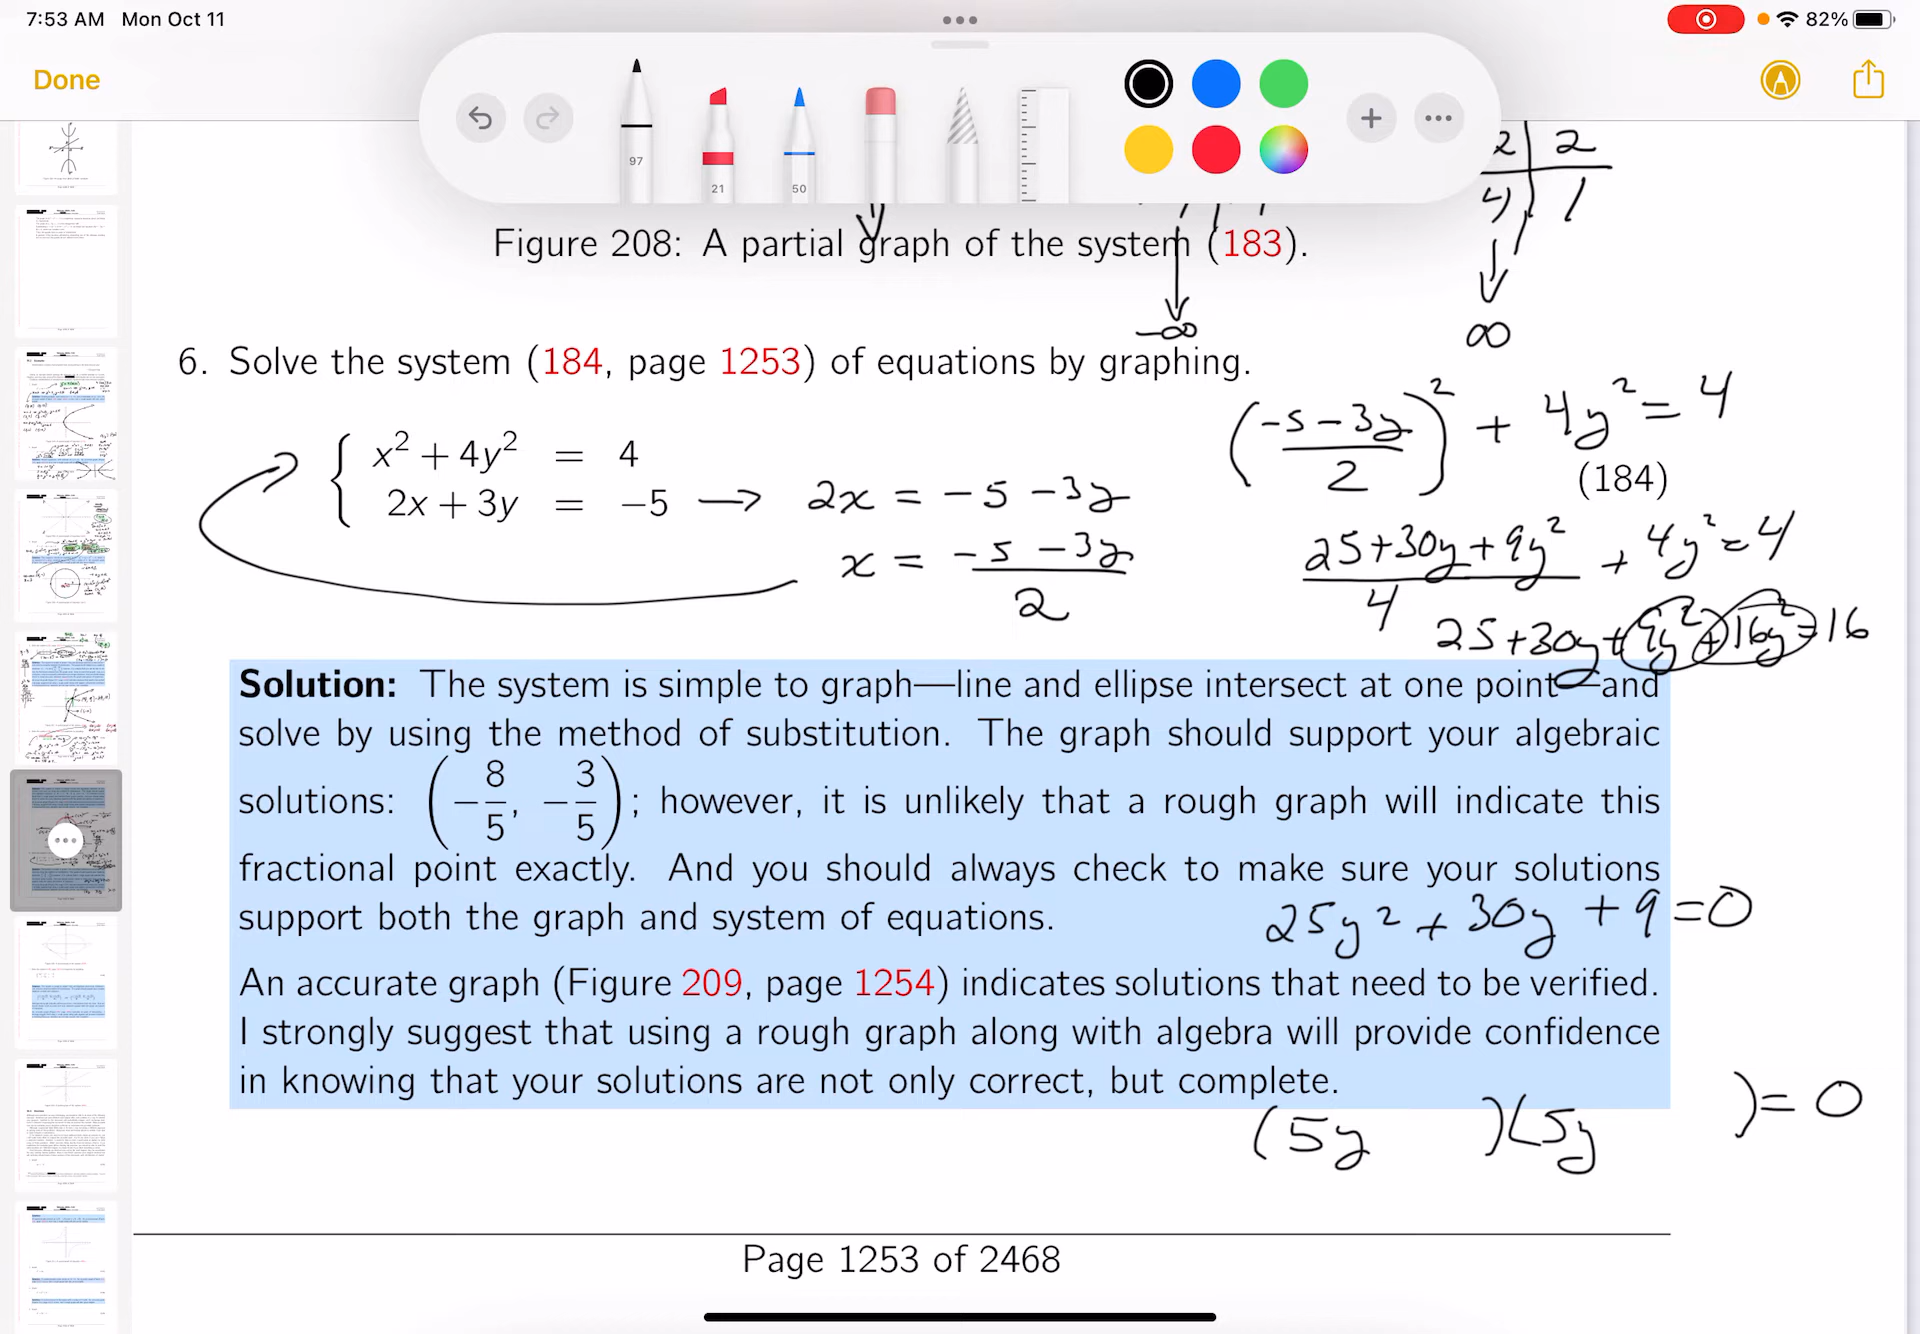 7:53 AM Mon Oct 11
82%
Done
97
21
50
2 | 2
4 | 1
Figure 208: A partial graph of the system (183).
-∞
∞
6. Solve the system (184, page 1253) of equations by graphing.
x² + 4y² = 4
2x + 3y = −5 → 2x = -5 -3y
x = (-5 -3y)/2
((-5 - 3y)/2)² + 4y² = 4
(184)
(25+30y+9y²)/4 + 4y² = 4
25+30y+9y²+16y²=16
Solution: The system is simple to graph—line and ellipse intersect at one point—and
solve by using the method of substitution. The graph should support your algebraic
solutions: (−8/5, −3/5); however, it is unlikely that a rough graph will indicate this
fractional point exactly. And you should always check to make sure your solutions
support both the graph and system of equations.
25y² + 30y + 9 = 0
An accurate graph (Figure 209, page 1254) indicates solutions that need to be verified.
I strongly suggest that using a rough graph along with algebra will provide confidence
in knowing that your solutions are not only correct, but complete.
(5y )(5y ) = 0
Page 1253 of 2468